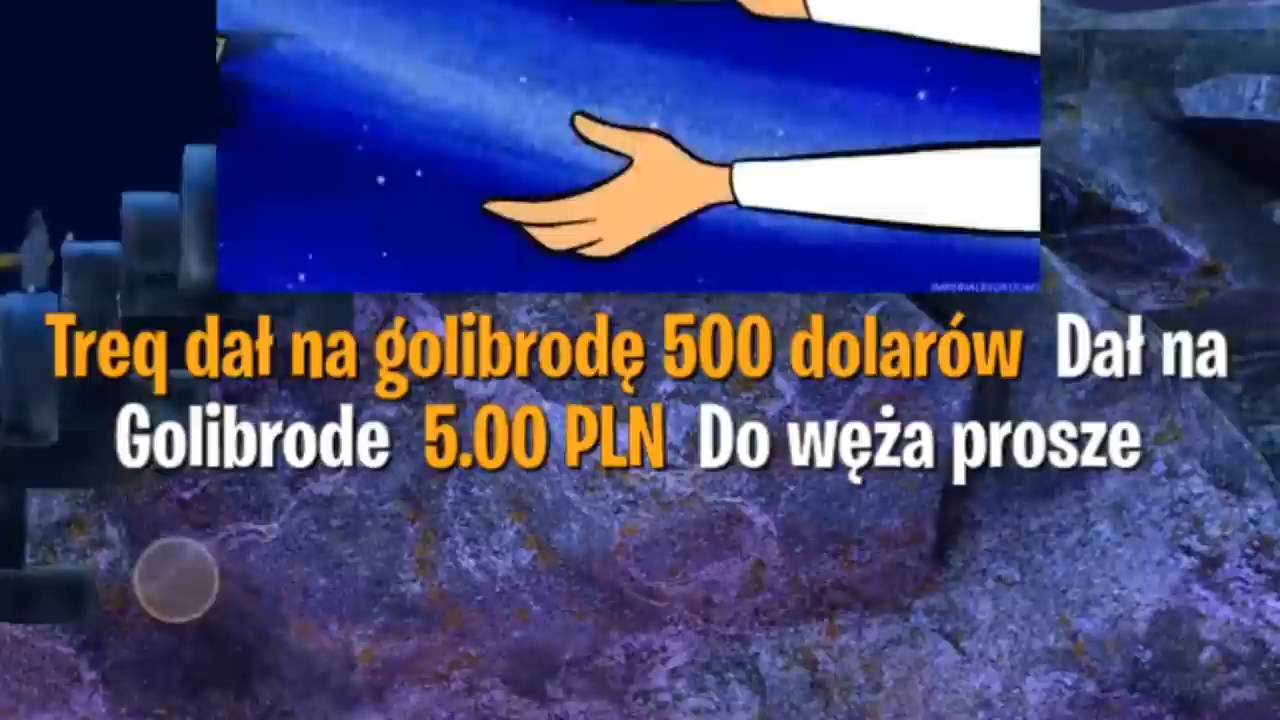 Treq dał na golibrodę 500 dolarów Dał na
Golibrode 5.00 PLN Do węża prosze